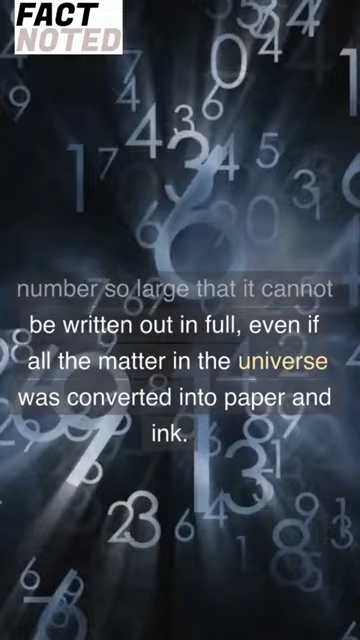 FACT
NOTED
number so large that it cannot
be written out in full, even if
all the matter in the universe
was converted into paper and
ink.